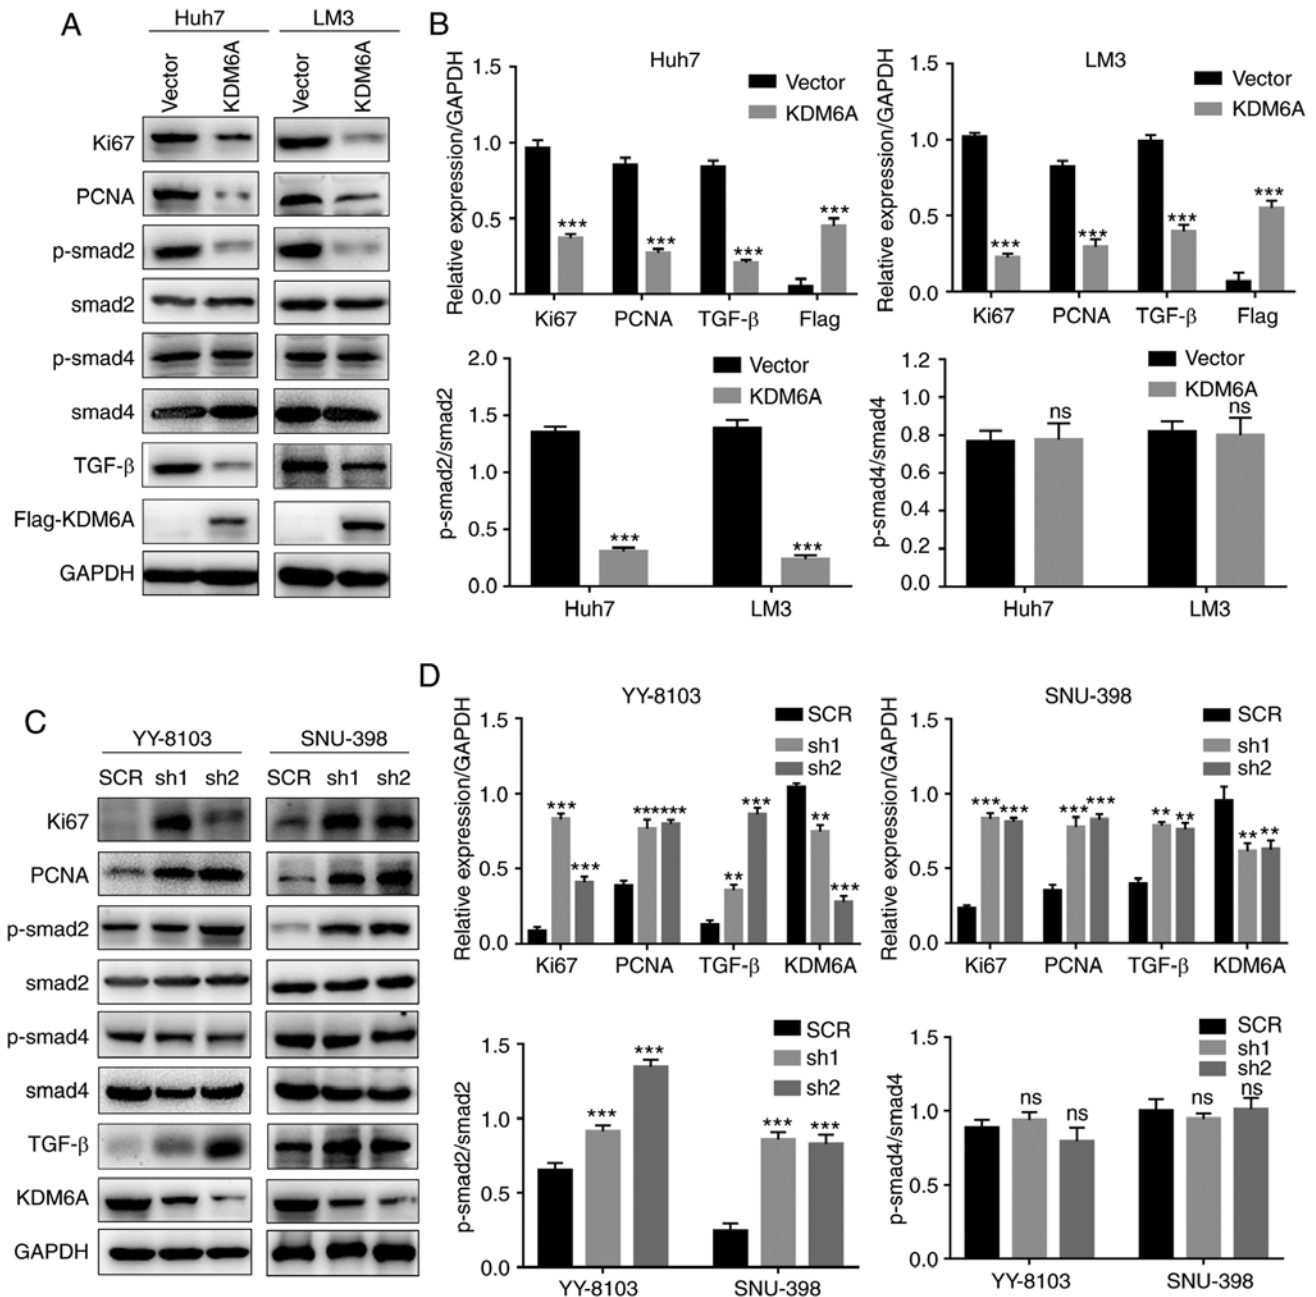 A
Huh7 LM3
Vector KDM6A Vector KDM6A
Ki67
PCNA
p-smad2
smad2
p-smad4
smad4
TGF-β
Flag-KDM6A
GAPDH
B
Huh7
Vector
KDM6A
Relative expression/GAPDH
1.5
1.0
0.5
0.0
*** *** *** ***
Ki67 PCNA TGF-β Flag
LM3
Vector
KDM6A
Relative expression/GAPDH
1.5
1.0
0.5
0.0
*** *** *** ***
Ki67 PCNA TGF-β Flag
Vector
KDM6A
p-smad2/smad2
2.0
1.5
1.0
0.5
0.0
*** ***
Huh7 LM3
Vector
KDM6A
p-smad4/smad4
1.2
1.0
0.8
0.6
0.4
0.2
0.0
ns ns
Huh7 LM3
C
YY-8103 SNU-398
SCR sh1 sh2 SCR sh1 sh2
Ki67
PCNA
p-smad2
smad2
p-smad4
smad4
TGF-β
KDM6A
GAPDH
D
YY-8103
SCR
sh1
sh2
Relative expression/GAPDH
1.5
1.0
0.5
0.0
*** *** ****** ** *** ** ***
Ki67 PCNA TGF-β KDM6A
SNU-398
SCR
sh1
sh2
Relative expression/GAPDH
1.5
1.0
0.5
0.0
*** *** *** *** ** ** ** **
Ki67 PCNA TGF-β KDM6A
SCR
sh1
sh2
p-smad2/smad2
1.5
1.0
0.5
0.0
*** *** *** ***
YY-8103 SNU-398
SCR
sh1
sh2
p-smad4/smad4
1.5
1.0
0.5
0.0
ns ns ns ns
YY-8103 SNU-398